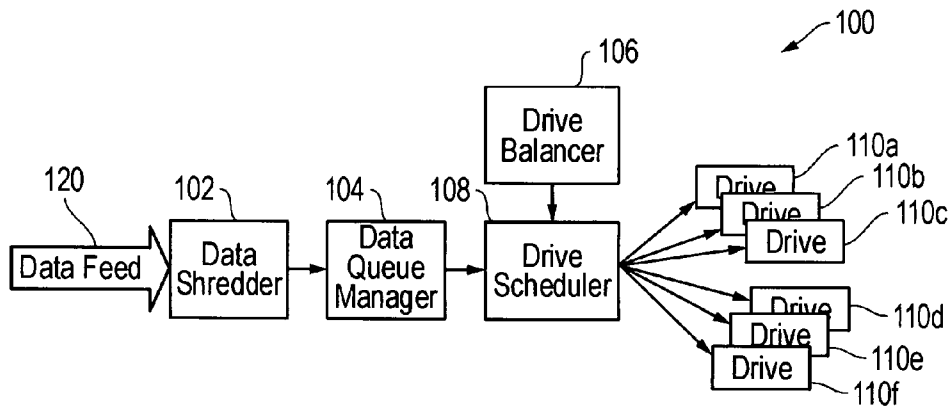 100
106
Drive
Balancer
110a
110b
110c
120
102
104
108
Drive
Drive
Drive
Data Feed
Data
Shredder
Data
Queue
Manager
Drive
Scheduler
Drive
Drive
Drive
110d
110e
110f